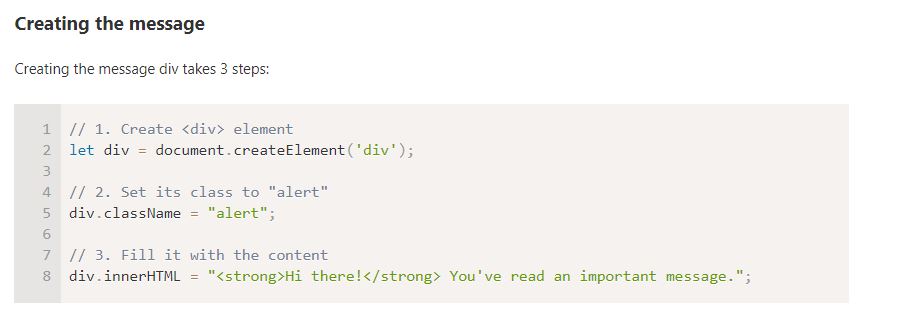 Creating the message
Creating the message div takes 3 steps:
1 // 1. Create <div> element
2 let div = document.createElement('div');
3
4 // 2. Set its class to "alert"
5 div.className = "alert";
6
7 // 3. Fill it with the content
8 div.innerHTML = "<strong>Hi there!</strong> You've read an important message.";